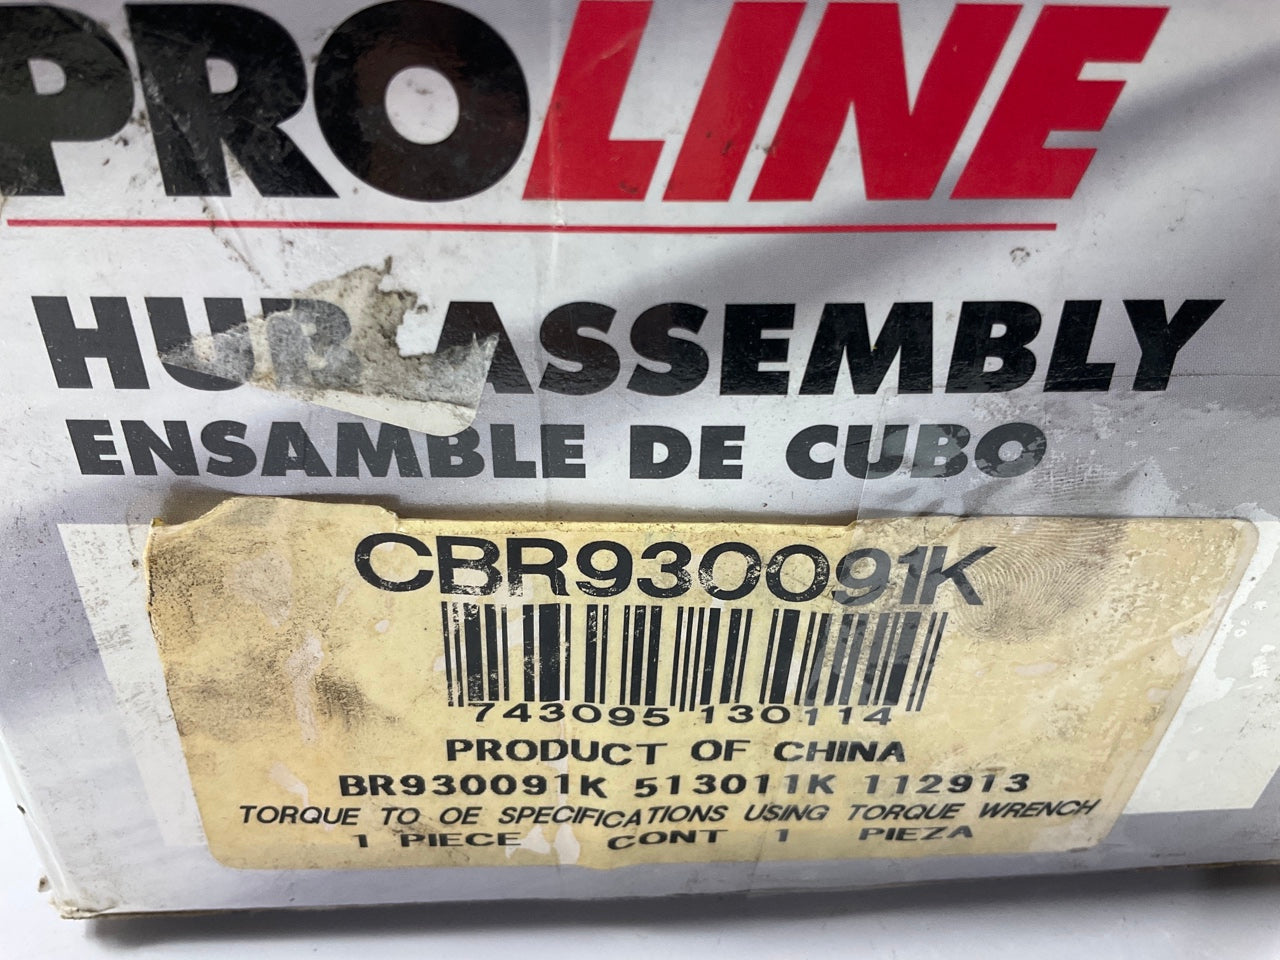 PROLINE
HUB ASSEMBLY
ENSAMBLE DE CUBO
CBR930091K
743095 130114
PRODUCT OF CHINA
BR930091K 513011K 112913
TORQUE TO OE SPECIFICATIONS USING TORQUE WRENCH
1 PIECE CONT 1 PIEZA